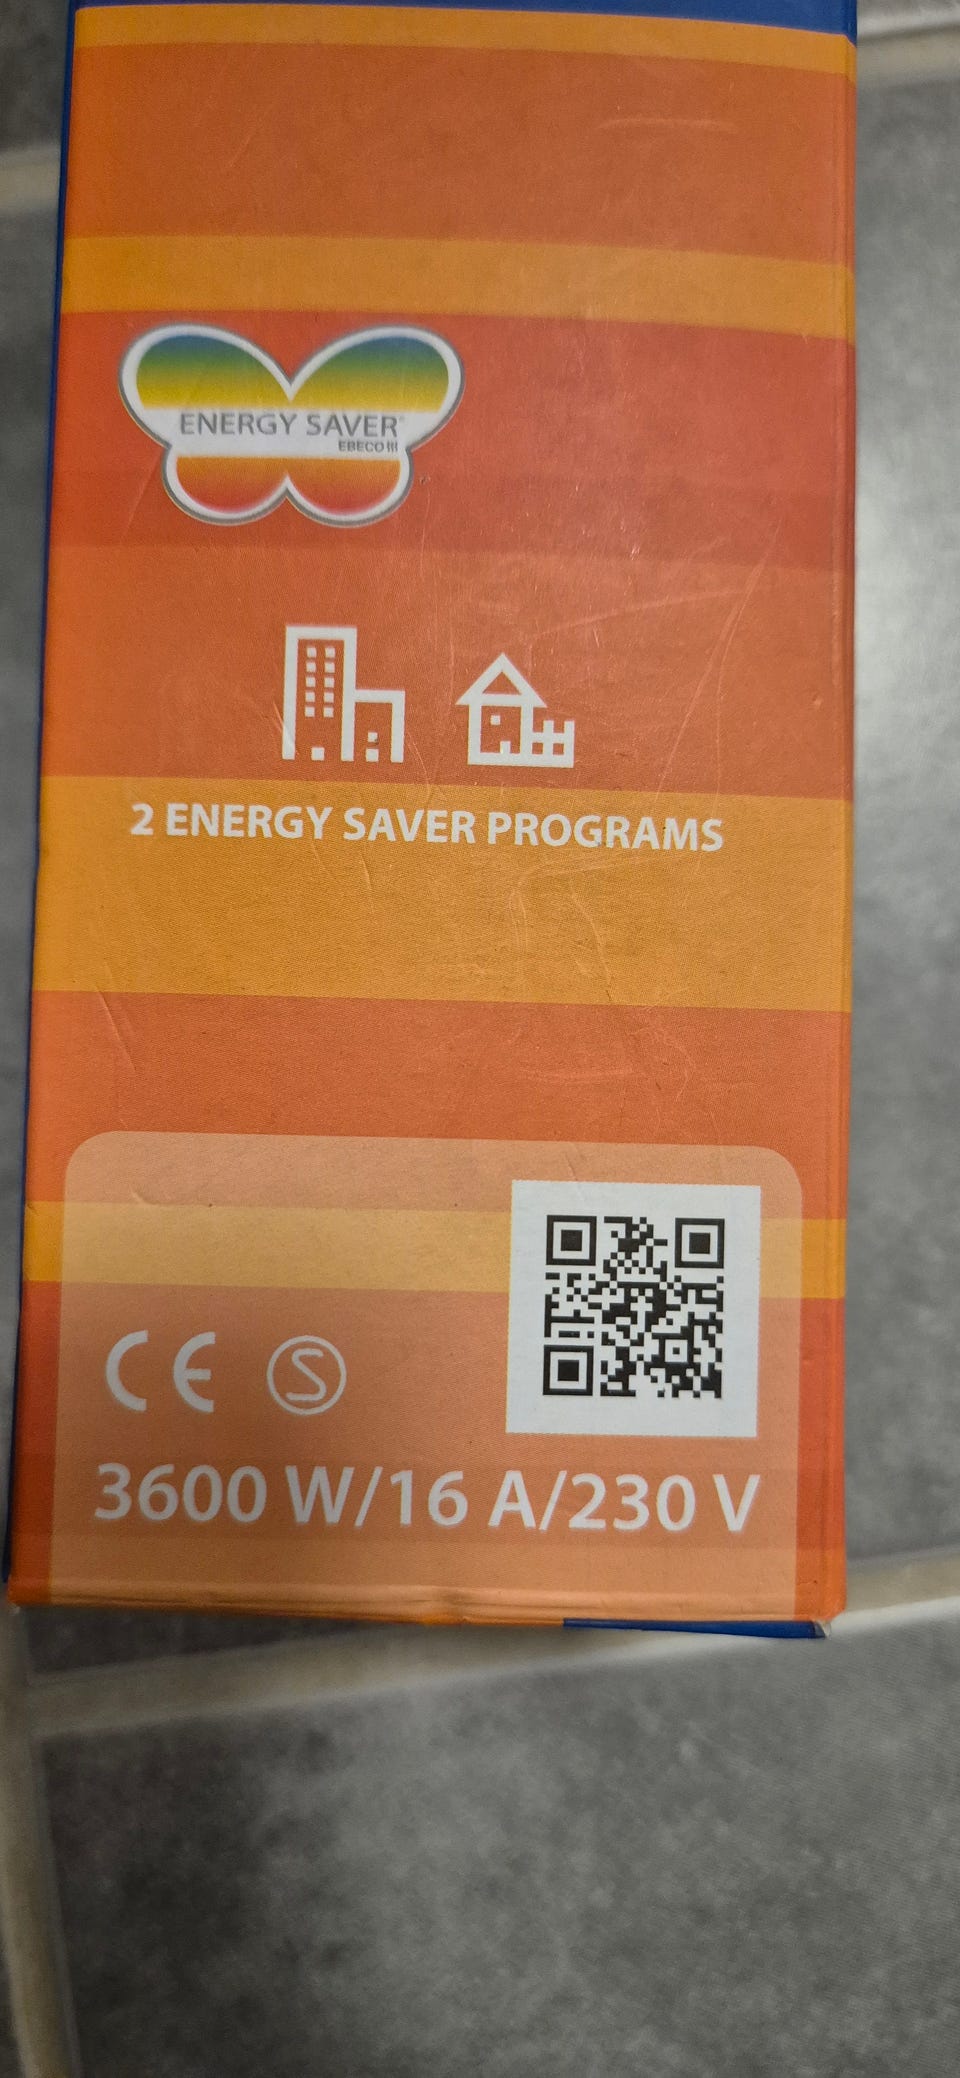 ENERGY SAVER
EBECO
2 ENERGY SAVER PROGRAMS
CE S
3600 W/16 A/230 V